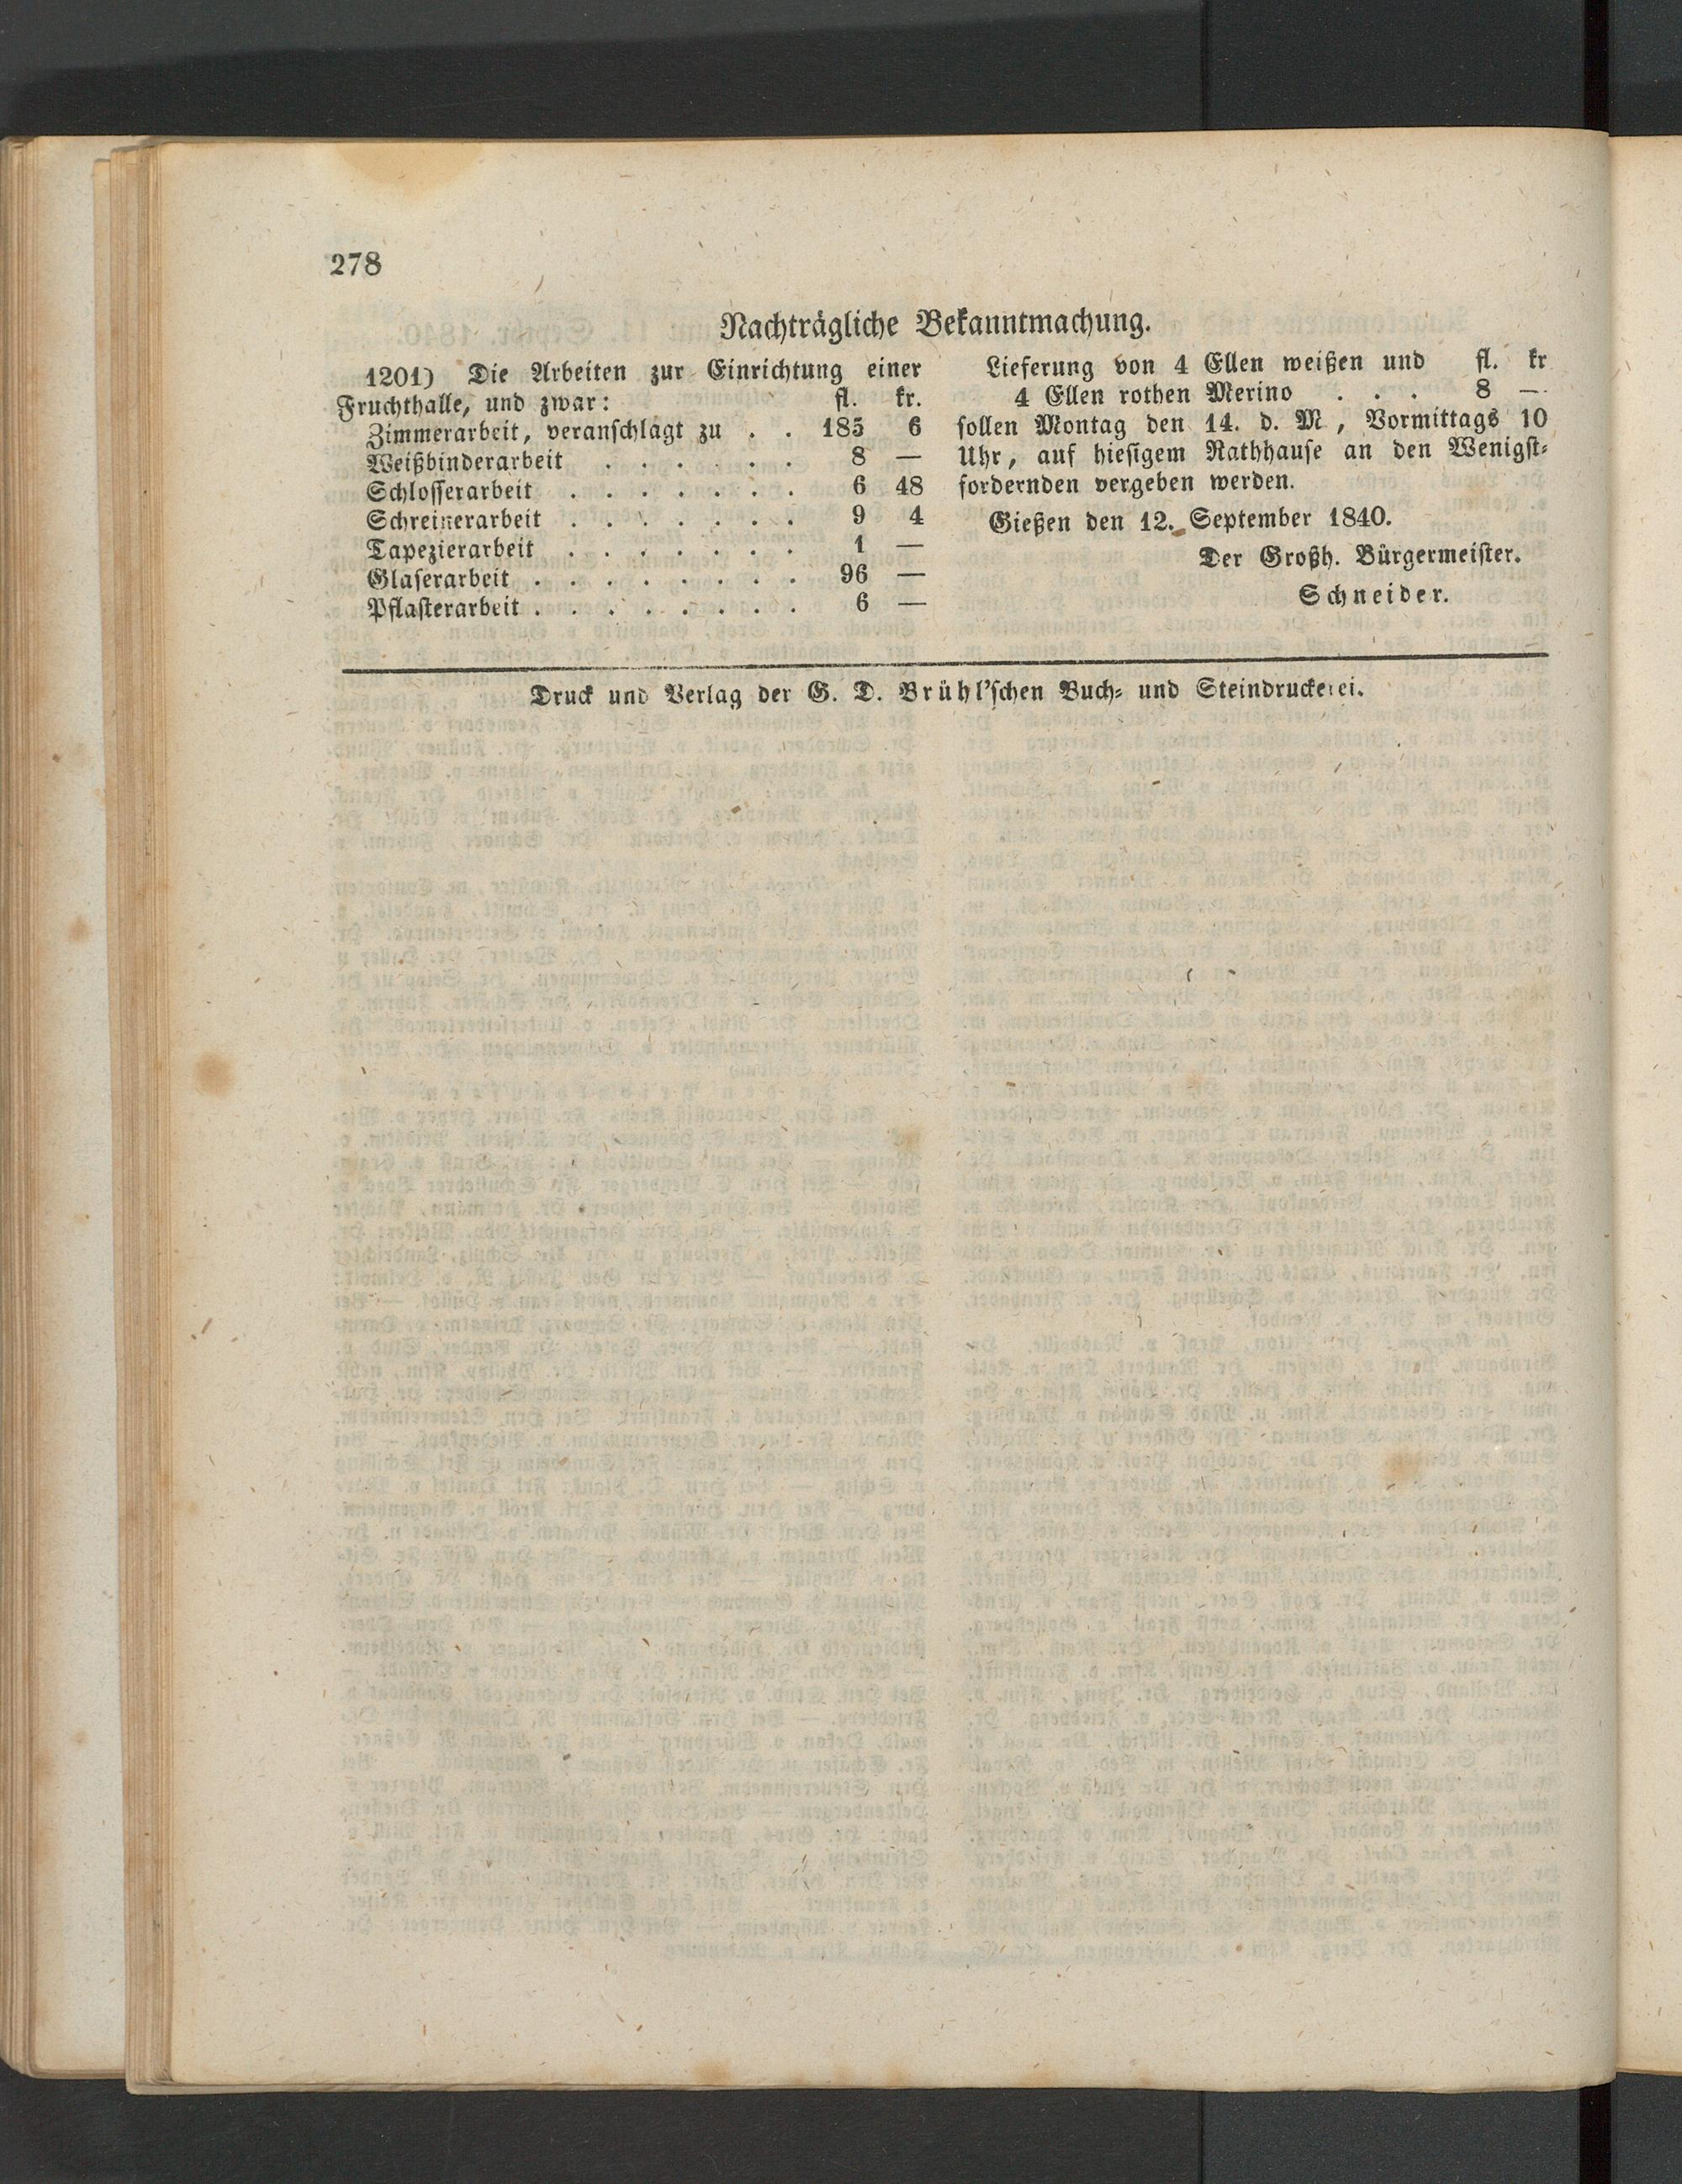 278
Nachträgliche Bekanntmachung.
1201) Die Arbeiten zur Einrichtung einer
Fruchthalle, und zwar: fl. kr.
Zimmerarbeit, veranschlagt zu . . 185 6
Weißbinderarbeit . . . . . . 8 —
Schlosserarbeit . . . . . . . 6 48
Schreinerarbeit . . . . . . . 9 4
Tapezierarbeit . . . . . . . 1 —
Glaserarbeit . . . . . . . . 96 —
Pflasterarbeit . . . . . . . . 6 —
Lieferung von 4 Ellen weißen und fl. kr
4 Ellen rothen Merino . . . 8 —
sollen Montag den 14. d. M, Vormittags 10
Uhr, auf hiesigem Rathhause an den Wenigst-
fordernden vergeben werden.
Gießen den 12. September 1840.
Der Großh. Bürgermeister.
Schneider.
Druck und Verlag der G. D. Brühl'schen Buch- und Steindruckerei.